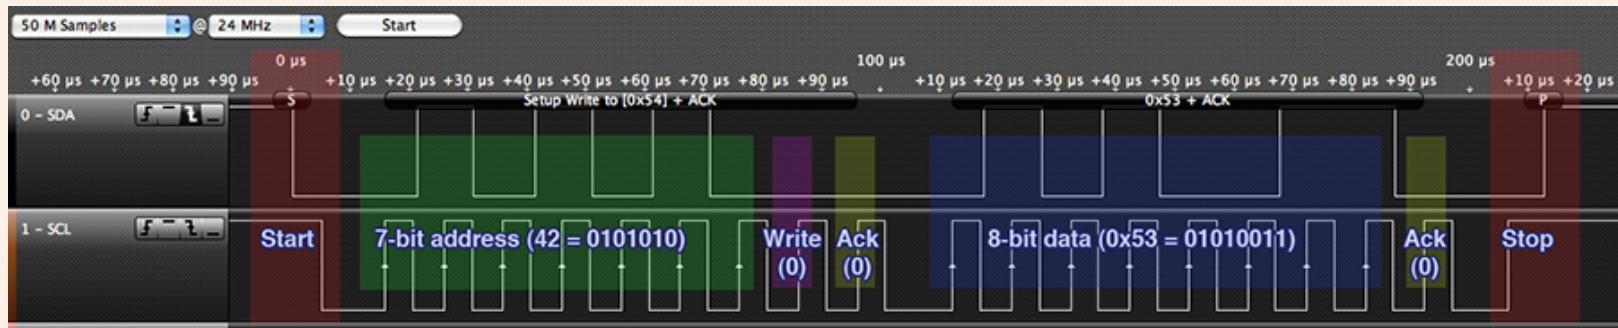 50 M Samples @ 24 MHz Start
0 µs 100 µs 200 µs
+60 µs +70 µs +80 µs +90 µs +10 µs +20 µs +30 µs +40 µs +50 µs +60 µs +70 µs +80 µs +90 µs +10 µs +20 µs +30 µs +40 µs +50 µs +60 µs +70 µs +80 µs +90 µs +10 µs +20 µs
S Setup Write to [0x54] + ACK 0x53 + ACK P
0 - SDA
1 - SCL
Start 7-bit address (42 = 0101010) Write Ack 8-bit data (0x53 = 01010011) Ack Stop
(0) (0) (0)